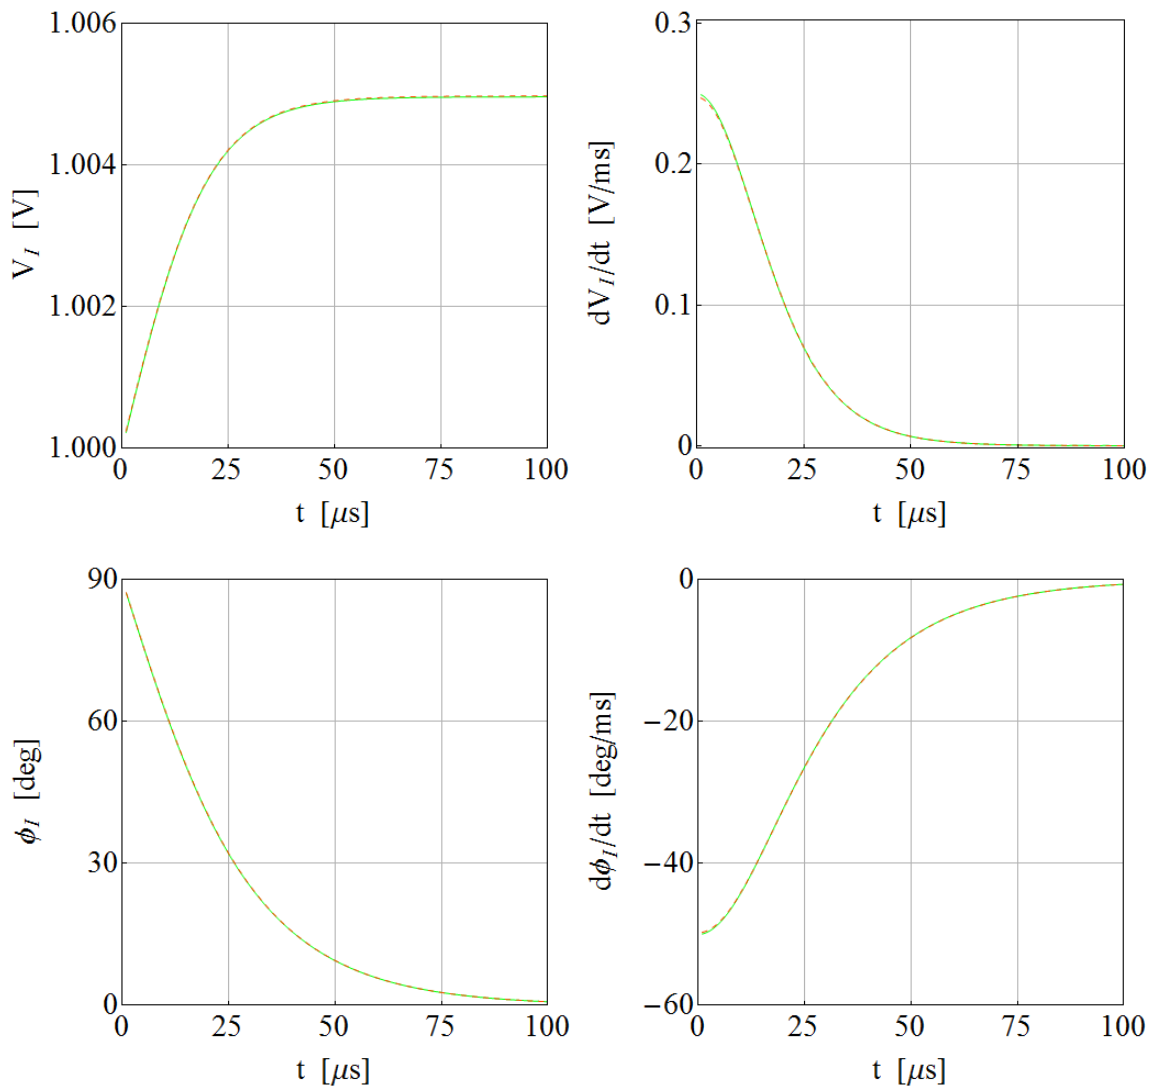 1.006
1.004
1.002
1.000
V_I [V]
0 25 50 75 100
t [μs]
0.3
0.2
0.1
0
dV_I/dt [V/ms]
0 25 50 75 100
t [μs]
90
60
30
0
ϕ_I [deg]
0 25 50 75 100
t [μs]
0
−20
−40
−60
dϕ_I/dt [deg/ms]
0 25 50 75 100
t [μs]